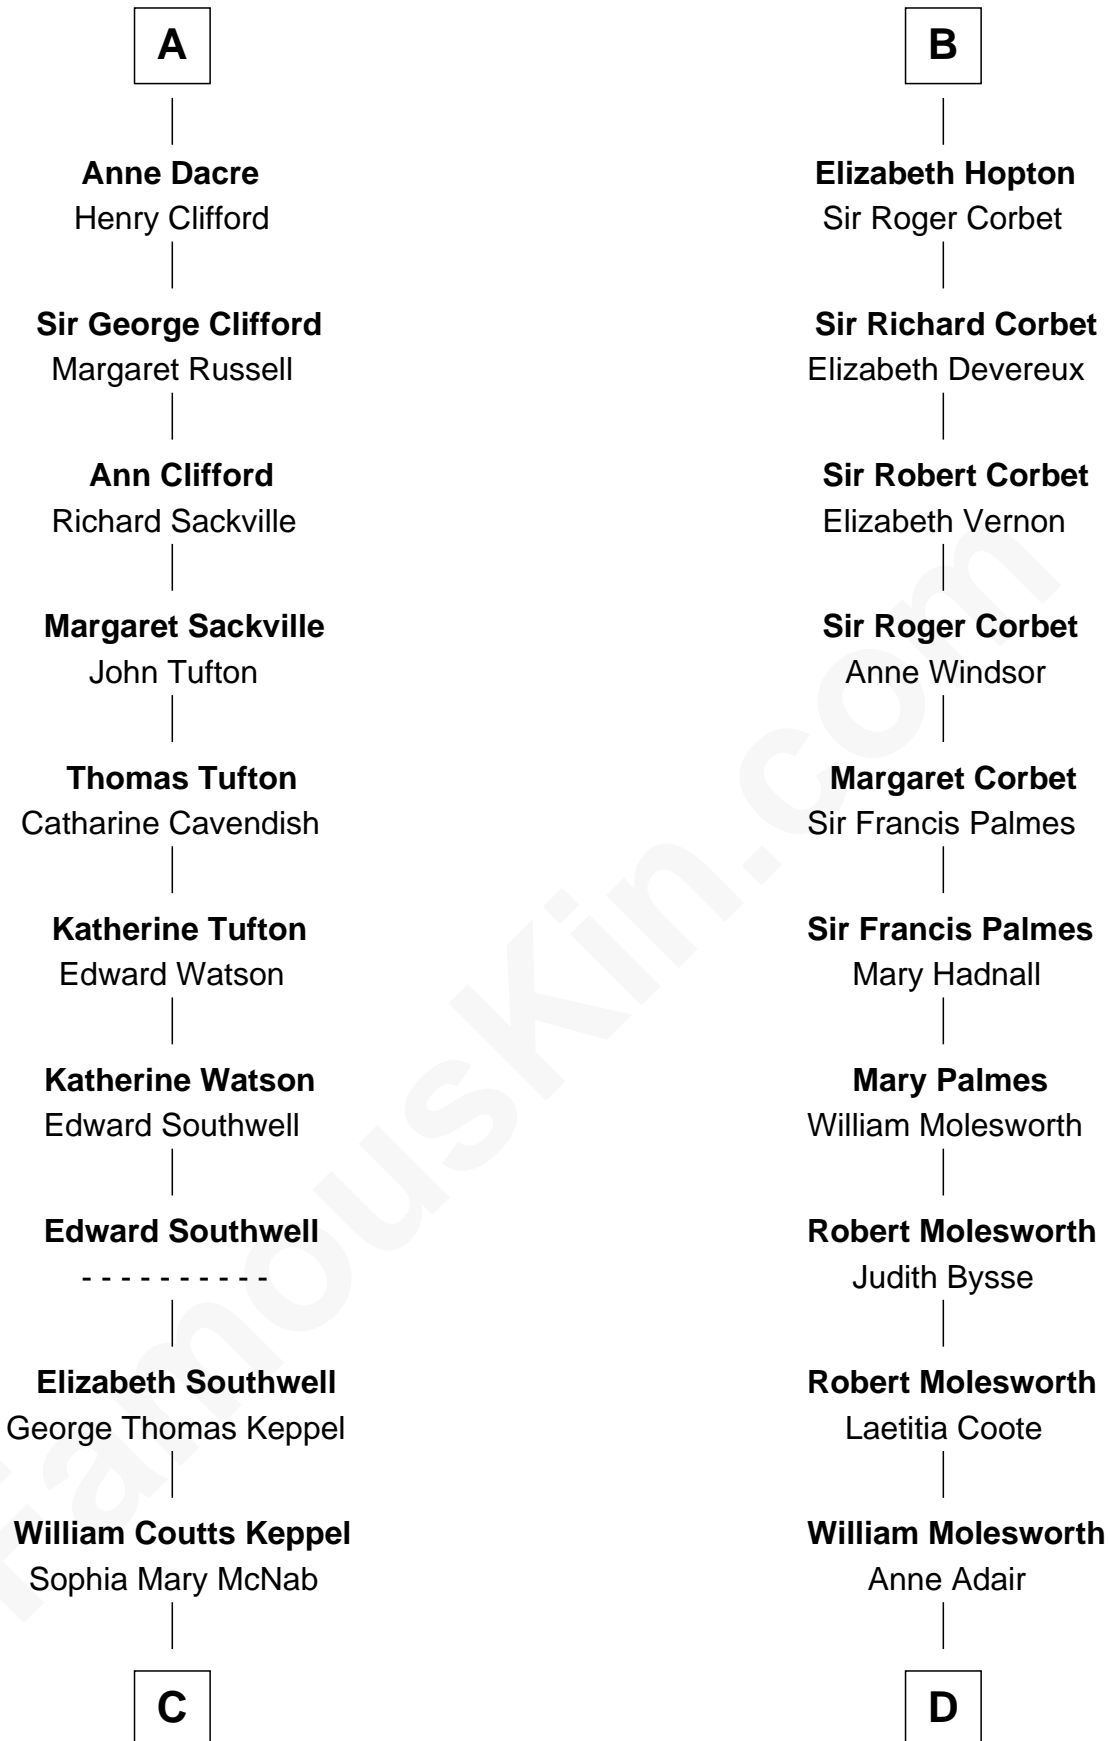 A
Anne Dacre
Henry Clifford
Sir George Clifford
Margaret Russell
Ann Clifford
Richard Sackville
Margaret Sackville
John Tufton
Thomas Tufton
Catharine Cavendish
Katherine Tufton
Edward Watson
Katherine Watson
Edward Southwell
Edward Southwell
- - - - - - - - - -
Elizabeth Southwell
George Thomas Keppel
William Coutts Keppel
Sophia Mary McNab
C
B
Elizabeth Hopton
Sir Roger Corbet
Sir Richard Corbet
Elizabeth Devereux
Sir Robert Corbet
Elizabeth Vernon
Sir Roger Corbet
Anne Windsor
Margaret Corbet
Sir Francis Palmes
Sir Francis Palmes
Mary Hadnall
Mary Palmes
William Molesworth
Robert Molesworth
Judith Bysse
Robert Molesworth
Laetitia Coote
William Molesworth
Anne Adair
D
FamousKin.com